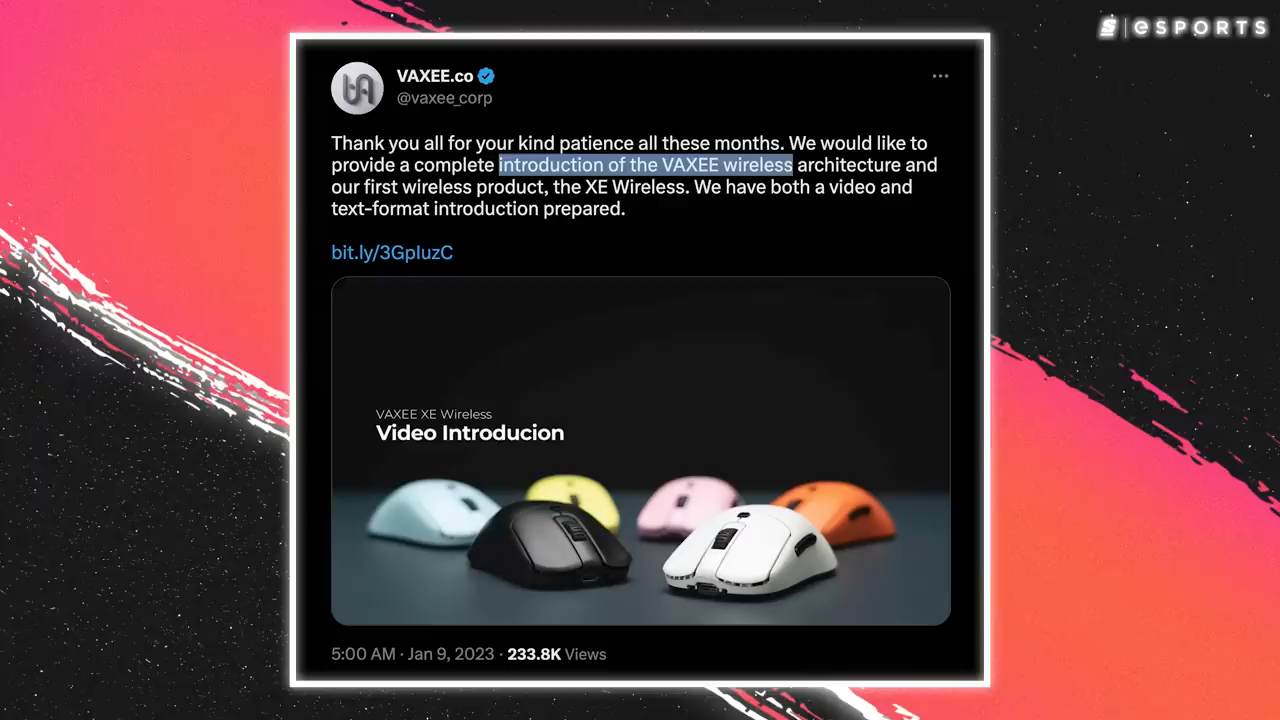 ESPORTS
VAXEE.co
@vaxee_corp
Thank you all for your kind patience all these months. We would like to
provide a complete introduction of the VAXEE wireless architecture and
our first wireless product, the XE Wireless. We have both a video and
text-format introduction prepared.
bit.ly/3GpIuzC
VAXEE XE Wireless
Video Introducion
5:00 AM · Jan 9, 2023 · 233.8K Views